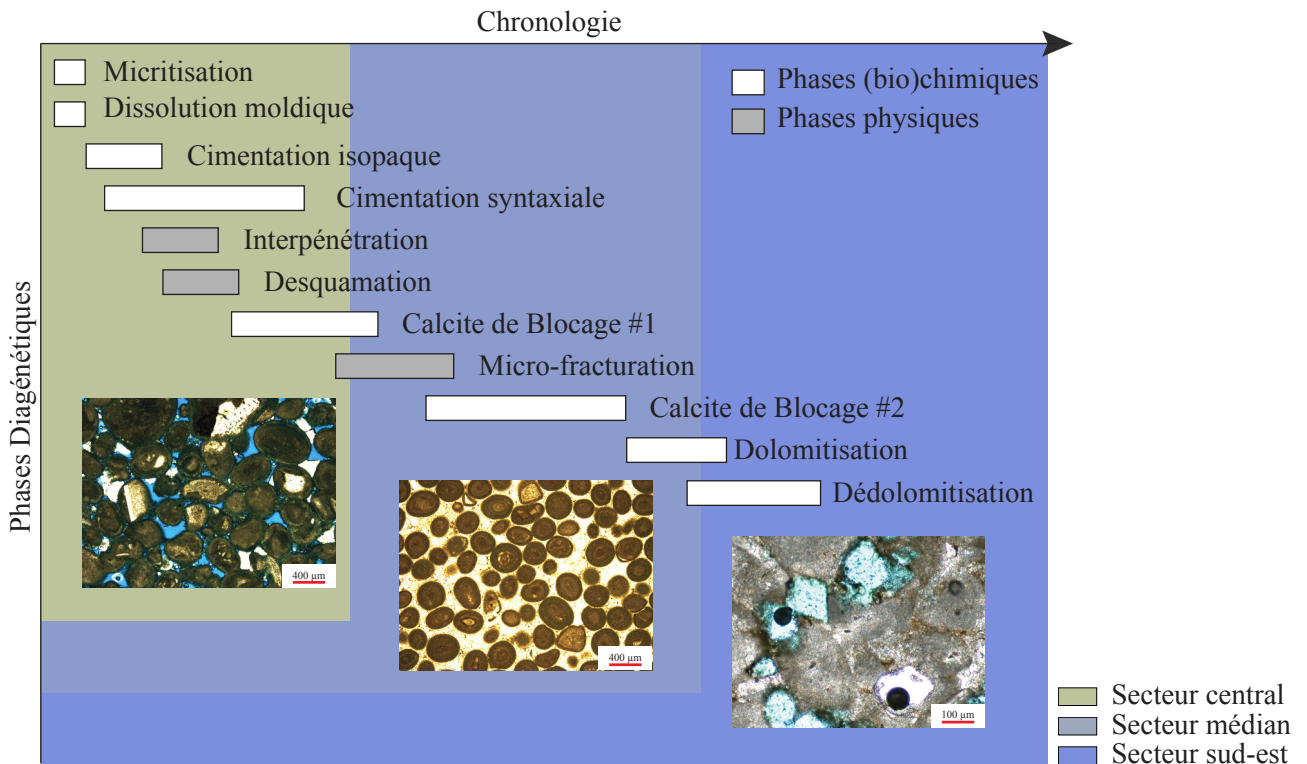 Chronologie
Micritisation
Dissolution moldique
Phases (bio)chimiques
Phases physiques
Cimentation isopaque
Cimentation syntaxiale
Interpénétration
Desquamation
Calcite de Blocage #1
Micro-fracturation
Calcite de Blocage #2
Dolomitisation
Dédolomitisation
Phases Diagénétiques
400 μm
400 μm
100 μm
Secteur central
Secteur médian
Secteur sud-est